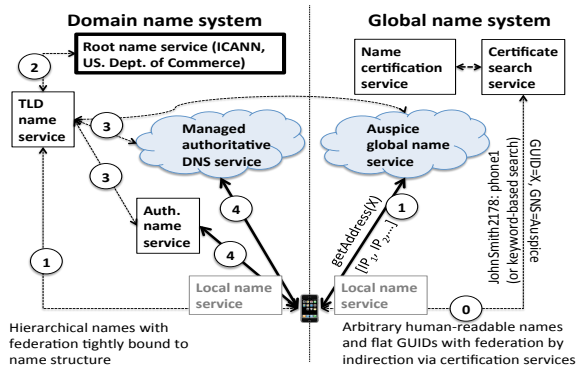 Domain name system
Global name system
Root name service (ICANN,
US. Dept. of Commerce)
Name
certification
service
Certificate
search
service
2
TLD
name
service
3
Managed
authoritative
DNS service
Auspice
global name
service
3
Auth.
name
service
4
4
1
getAddress(X)
[IP1, IP2,...]
1
JohnSmith2178: phone1
(or keyword-based search)
GUID=X, GNS=Auspice
Local name
service
Local name
service
0
Hierarchical names with
federation tightly bound to
name structure
Arbitrary human-readable names
and flat GUIDs with federation by
indirection via certification services